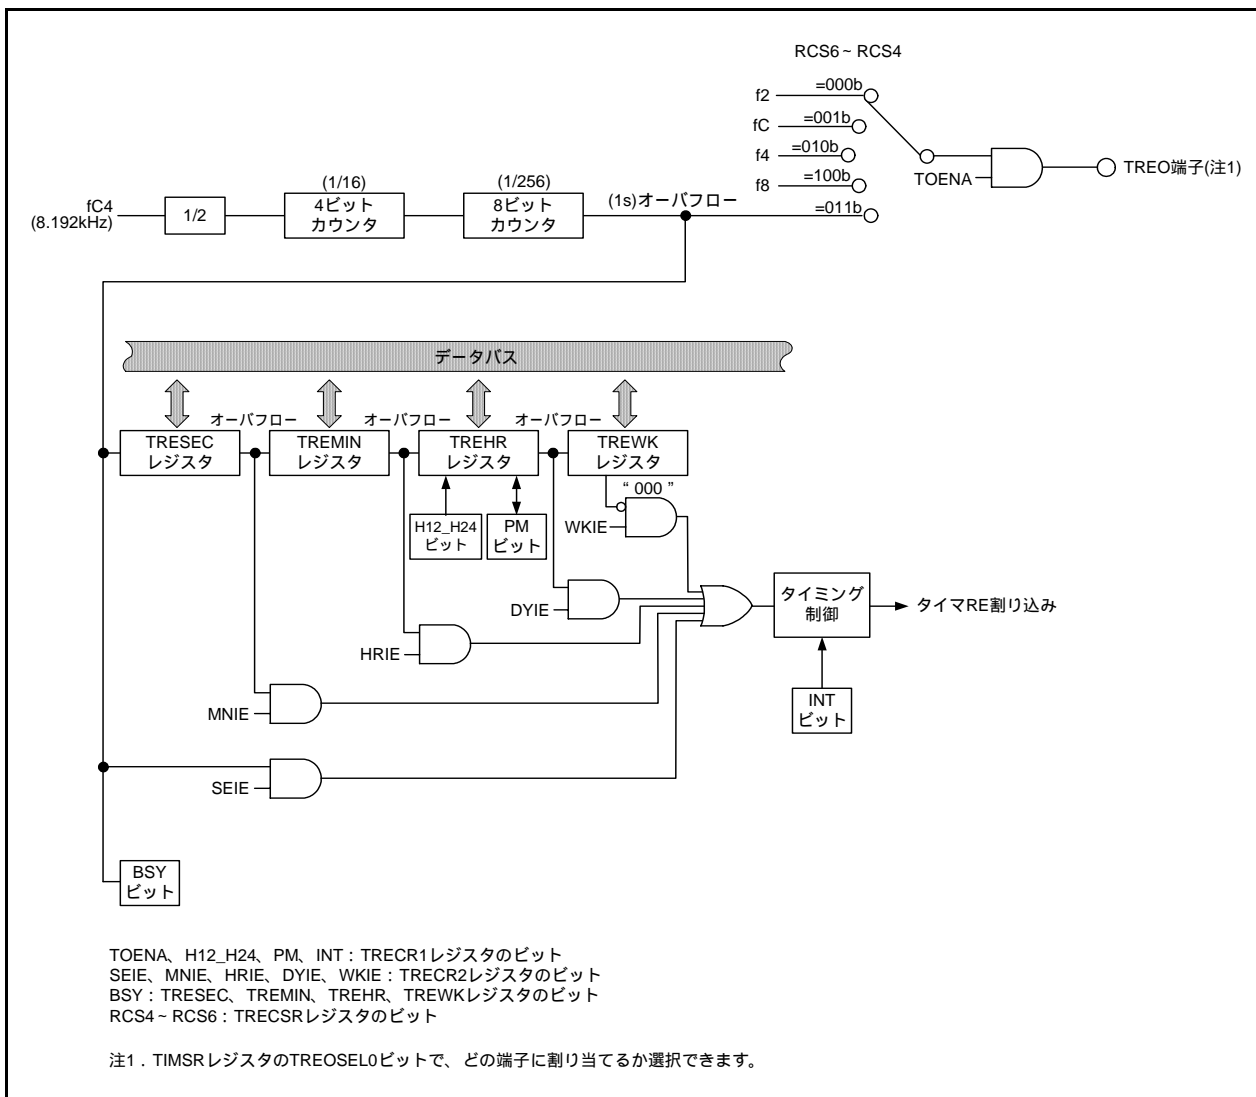 RCS6~RCS4
f2
=000b
fC
=001b
f4
=010b
f8
=100b
=011b
TOENA
TREO端子(注1)
fC4
(8.192kHz)
1/2
(1/16)
4ビット
カウンタ
(1/256)
8ビット
カウンタ
(1s)オーバフロー
データバス
オーバフロー
オーバフロー
オーバフロー
TRESEC
レジスタ
TREMIN
レジスタ
TREHR
レジスタ
TREWK
レジスタ
“000”
H12_H24
ビット
PM
ビット
WKIE
DYIE
HRIE
MNIE
SEIE
タイミング
制御
タイマRE割り込み
INT
ビット
BSY
ビット
TOENA、H12_H24、PM、INT：TRECR1レジスタのビット
SEIE、MNIE、HRIE、DYIE、WKIE：TRECR2レジスタのビット
BSY：TRESEC、TREMIN、TREHR、TREWKレジスタのビット
RCS4~RCS6：TRECSRレジスタのビット
注1．TIMSRレジスタのTREOSEL0ビットで、どの端子に割り当てるか選択できます。